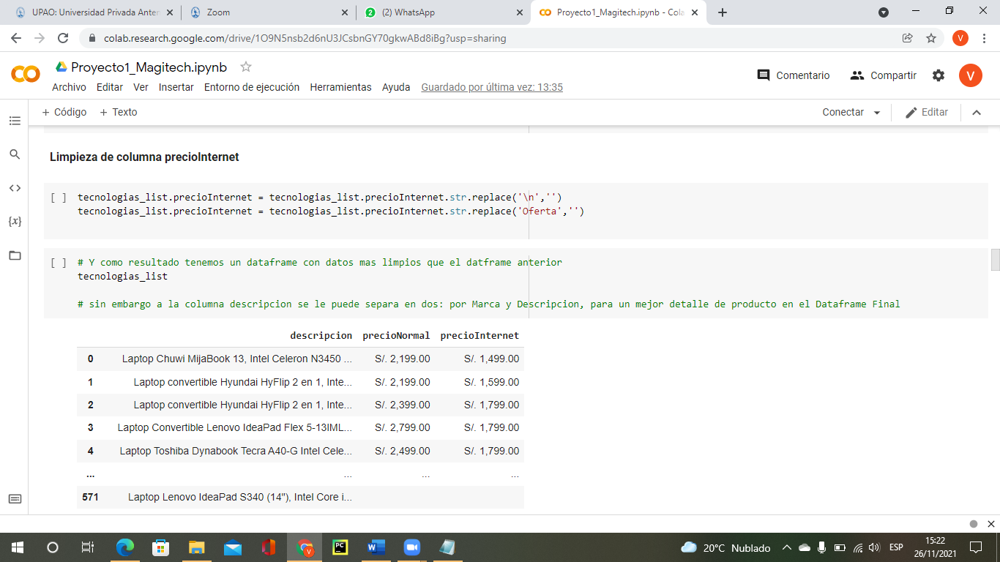 UPAO: Universidad Privada Anten
Zoom
(2) WhatsApp
Proyecto1_Magitech.ipynb - Cola
colab.research.google.com/drive/1O9N5nsb2d6nU3JCsbnGY70gkwABd8iBg?usp=sharing
V
Proyecto1_Magitech.ipynb
Archivo Editar Ver Insertar Entorno de ejecución Herramientas Ayuda Guardado por última vez: 13:35
Comentario Compartir V
+ Código + Texto
Conectar Editar
Limpieza de columna precioInternet
[ ] tecnologias_list.precioInternet = tecnologias_list.precioInternet.str.replace('\n','')
tecnologias_list.precioInternet = tecnologias_list.precioInternet.str.replace('Oferta','')
[ ] # Y como resultado tenemos un dataframe con datos mas limpios que el datframe anterior
tecnologias_list
# sin embargo a la columna descripcion se le puede separa en dos: por Marca y Descripcion, para un mejor detalle de producto en el Dataframe Final
descripcion precioNormal precioInternet
0 Laptop Chuwi MijaBook 13, Intel Celeron N3450 ... S/. 2,199.00 S/. 1,499.00
1 Laptop convertible Hyundai HyFlip 2 en 1, Inte... S/. 2,199.00 S/. 1,599.00
2 Laptop convertible Hyundai HyFlip 2 en 1, Inte... S/. 2,399.00 S/. 1,799.00
3 Laptop Convertible Lenovo IdeaPad Flex 5-13IML... S/. 2,799.00 S/. 1,799.00
4 Laptop Toshiba Dynabook Tecra A40-G Intel Cele... S/. 2,499.00 S/. 1,799.00
... ... ... ...
571 Laptop Lenovo IdeaPad S340 (14"), Intel Core i...
20°C Nublado
ESP
15:22
26/11/2021